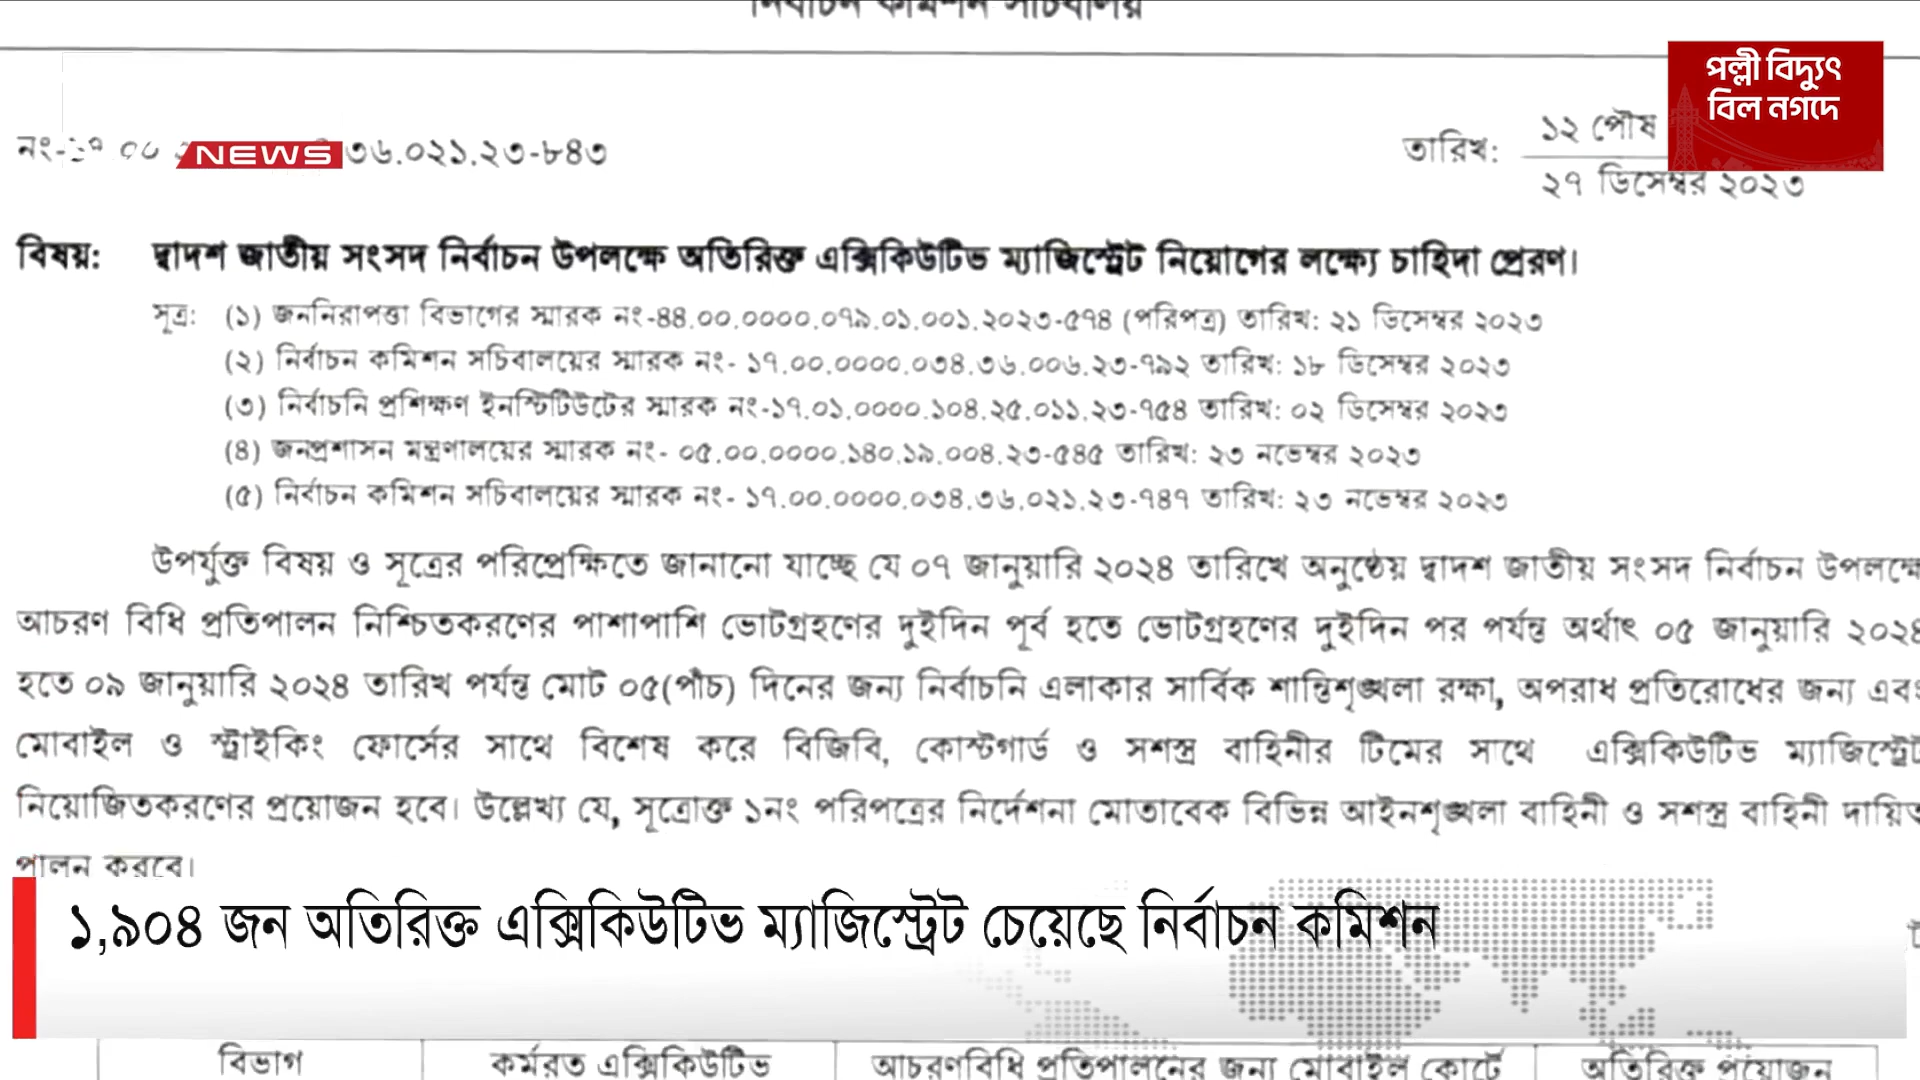 নির্বাচন কমিশন সচিবালয়
পল্লী বিদ্যুৎ
বিল নগদে
নং-১৭.০০ ৩৬.০২১.২৩-৮৪৩
NEWS
তারিখ: ১২ পৌষ
২৭ ডিসেম্বর ২০২৩
বিষয়: দ্বাদশ জাতীয় সংসদ নির্বাচন উপলক্ষে অতিরিক্ত এক্সিকিউটিভ ম্যাজিস্ট্রেট নিয়োগের লক্ষ্যে চাহিদা প্রেরণ।
সূত্র: (১) জননিরাপত্তা বিভাগের স্মারক নং-৪৪.০০.০০০০.০৭৯.০১.০০১.২০২৩-৫৭৪ (পরিপত্র) তারিখ: ২১ ডিসেম্বর ২০২৩
(২) নির্বাচন কমিশন সচিবালয়ের স্মারক নং- ১৭.০০.০০০০.০৩৪.৩৬.০০৬.২৩-৭৯২ তারিখ: ১৮ ডিসেম্বর ২০২৩
(৩) নির্বাচনি প্রশিক্ষণ ইনস্টিটিউটের স্মারক নং-১৭.০১.০০০০.১০৪.২৫.০১১.২৩-৭৫৪ তারিখ: ০২ ডিসেম্বর ২০২৩
(৪) জনপ্রশাসন মন্ত্রণালয়ের স্মারক নং- ০৫.০০.০০০০.১৪০.১৯.০০৪.২৩-৫৪৫ তারিখ: ২৩ নভেম্বর ২০২৩
(৫) নির্বাচন কমিশন সচিবালয়ের স্মারক নং- ১৭.০০.০০০০.০৩৪.৩৬.০২১.২৩-৭৪৭ তারিখ: ২৩ নভেম্বর ২০২৩
উপর্যুক্ত বিষয় ও সূত্রের পরিপ্রেক্ষিতে জানানো যাচ্ছে যে ০৭ জানুয়ারি ২০২৪ তারিখে অনুষ্ঠেয় দ্বাদশ জাতীয় সংসদ নির্বাচন উপলক্ষে
আচরণ বিধি প্রতিপালন নিশ্চিতকরণের পাশাপাশি ভোটগ্রহণের দুইদিন পূর্ব হতে ভোটগ্রহণের দুইদিন পর পর্যন্ত অর্থাৎ ০৫ জানুয়ারি ২০২৪
হতে ০৯ জানুয়ারি ২০২৪ তারিখ পর্যন্ত মোট ০৫(পাঁচ) দিনের জন্য নির্বাচনি এলাকার সার্বিক শান্তিশৃঙ্খলা রক্ষা, অপরাধ প্রতিরোধের জন্য এবং
মোবাইল ও স্ট্রাইকিং ফোর্সের সাথে বিশেষ করে বিজিবি, কোস্টগার্ড ও সশস্ত্র বাহিনীর টিমের সাথে এক্সিকিউটিভ ম্যাজিস্ট্রেট
নিয়োজিতকরণের প্রয়োজন হবে। উল্লেখ্য যে, সূত্রোক্ত ১নং পরিপত্রের নির্দেশনা মোতাবেক বিভিন্ন আইনশৃঙ্খলা বাহিনী ও সশস্ত্র বাহিনী দায়িত্ব
পালন করবে।
১,৯০৪ জন অতিরিক্ত এক্সিকিউটিভ ম্যাজিস্ট্রেট চেয়েছে নির্বাচন কমিশন
বিভাগ কর্মরত এক্সিকিউটিভ আচরণবিধি প্রতিপালনের জন্য মোবাইল কোর্টে অতিরিক্ত প্রয়োজন